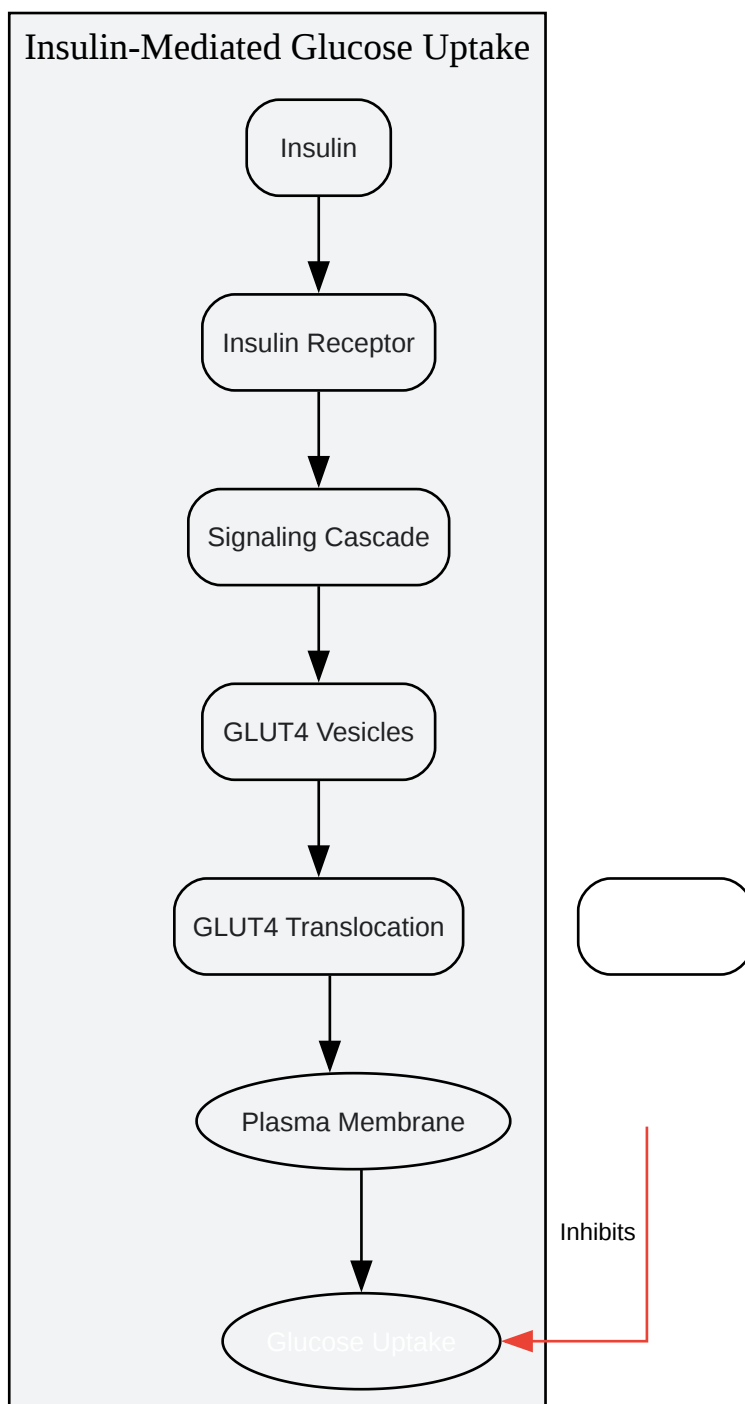 Insulin-Mediated Glucose Uptake
Insulin
Insulin Receptor
Signaling Cascade
GLUT4 Vesicles
GLUT4 Translocation
Plasma Membrane
Inhibits
Glucose Uptake